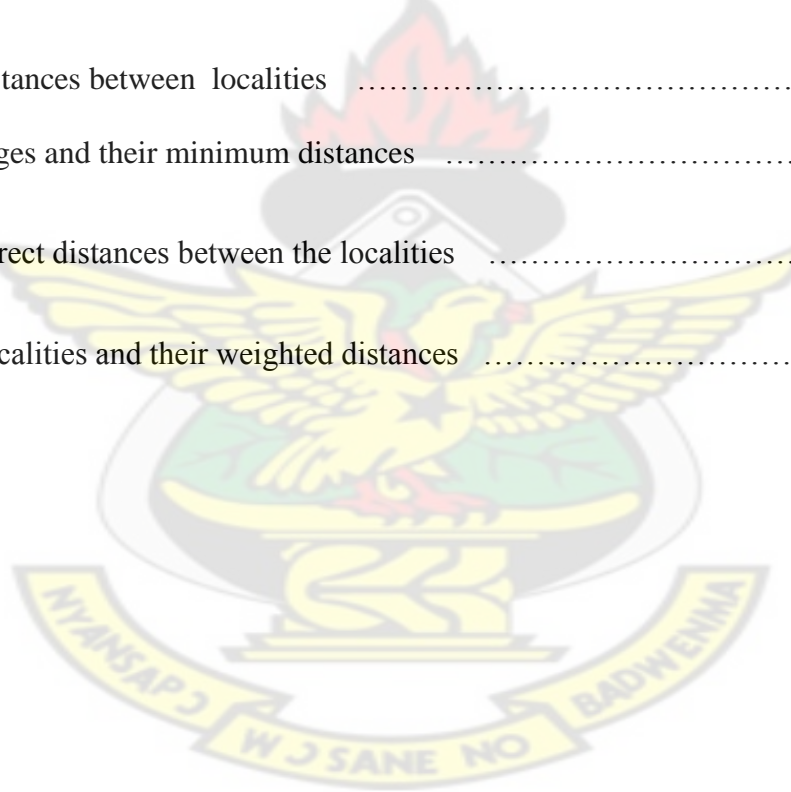 tances between localities ……………………………………
ges and their minimum distances ……………………………
rect distances between the localities …………………………
calities and their weighted distances …………………………
NYANSAPƆ WƆSANE NO BADWENMA